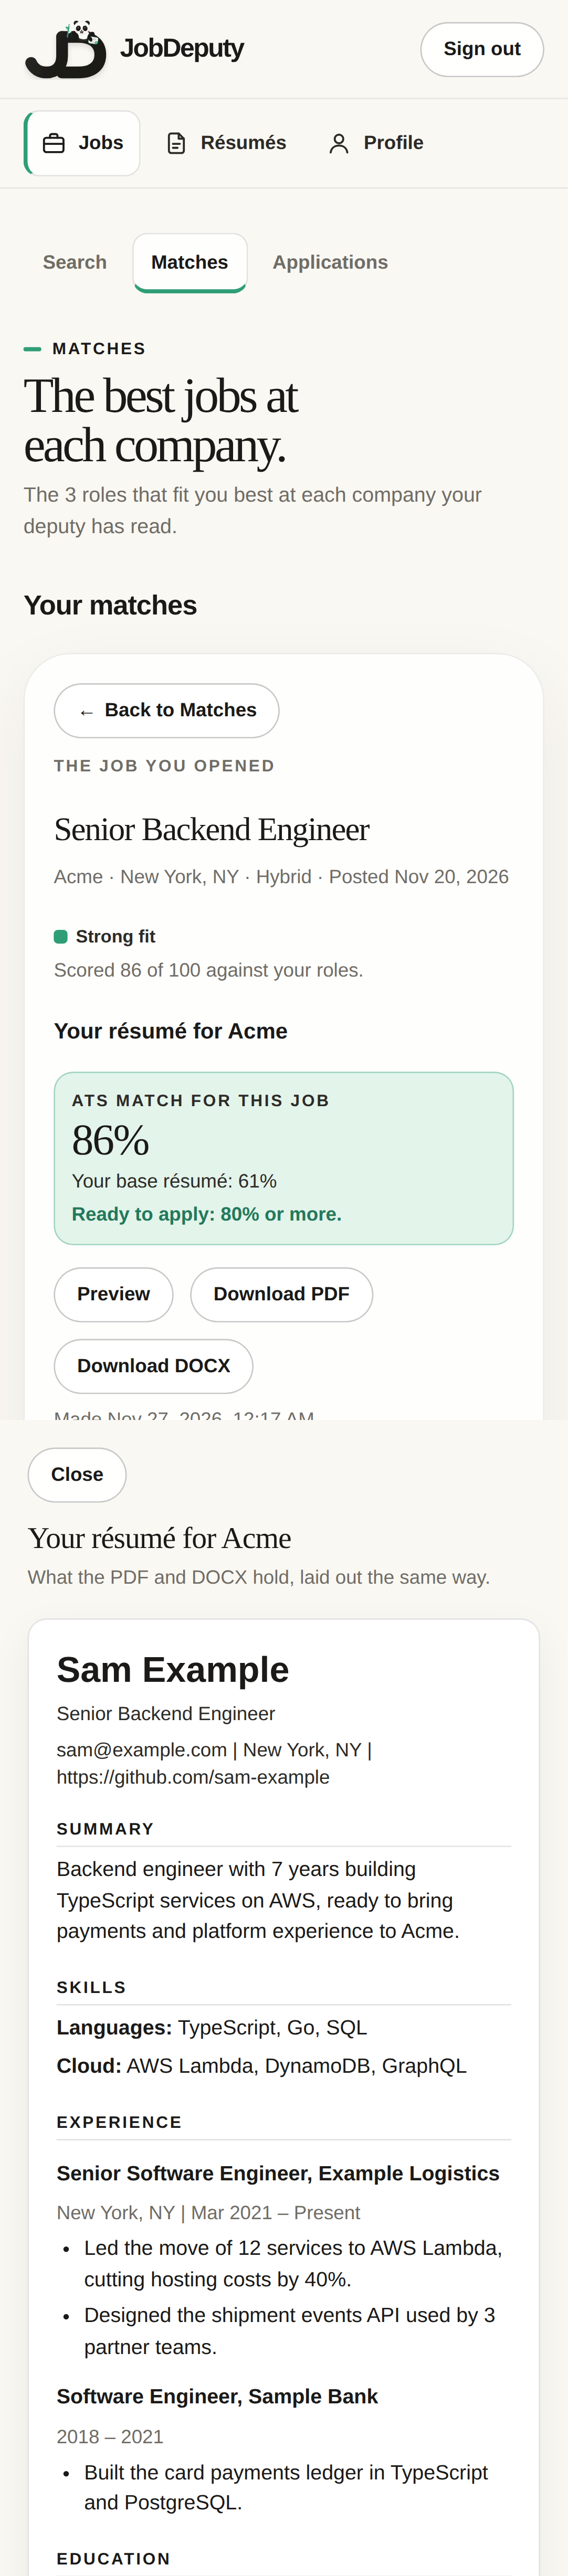 JobDeputy
Sign out
Jobs
Résumés
Profile
Search
Matches
Applications
MATCHES
The best jobs at
each company.
The 3 roles that fit you best at each company your
deputy has read.
Your matches
← Back to Matches
THE JOB YOU OPENED
Senior Backend Engineer
Acme · New York, NY · Hybrid · Posted Nov 20, 2026
Strong fit
Scored 86 of 100 against your roles.
Your résumé for Acme
ATS MATCH FOR THIS JOB
86%
Your base résumé: 61%
Ready to apply: 80% or more.
Preview
Download PDF
Download DOCX
Made Nov 27, 2026, 12:17 AM
Close
Your résumé for Acme
What the PDF and DOCX hold, laid out the same way.
Sam Example
Senior Backend Engineer
sam@example.com | New York, NY |
https://github.com/sam-example
SUMMARY
Backend engineer with 7 years building
TypeScript services on AWS, ready to bring
payments and platform experience to Acme.
SKILLS
Languages: TypeScript, Go, SQL
Cloud: AWS Lambda, DynamoDB, GraphQL
EXPERIENCE
Senior Software Engineer, Example Logistics
New York, NY | Mar 2021 – Present
• Led the move of 12 services to AWS Lambda,
cutting hosting costs by 40%.
• Designed the shipment events API used by 3
partner teams.
Software Engineer, Sample Bank
2018 – 2021
• Built the card payments ledger in TypeScript
and PostgreSQL.
EDUCATION